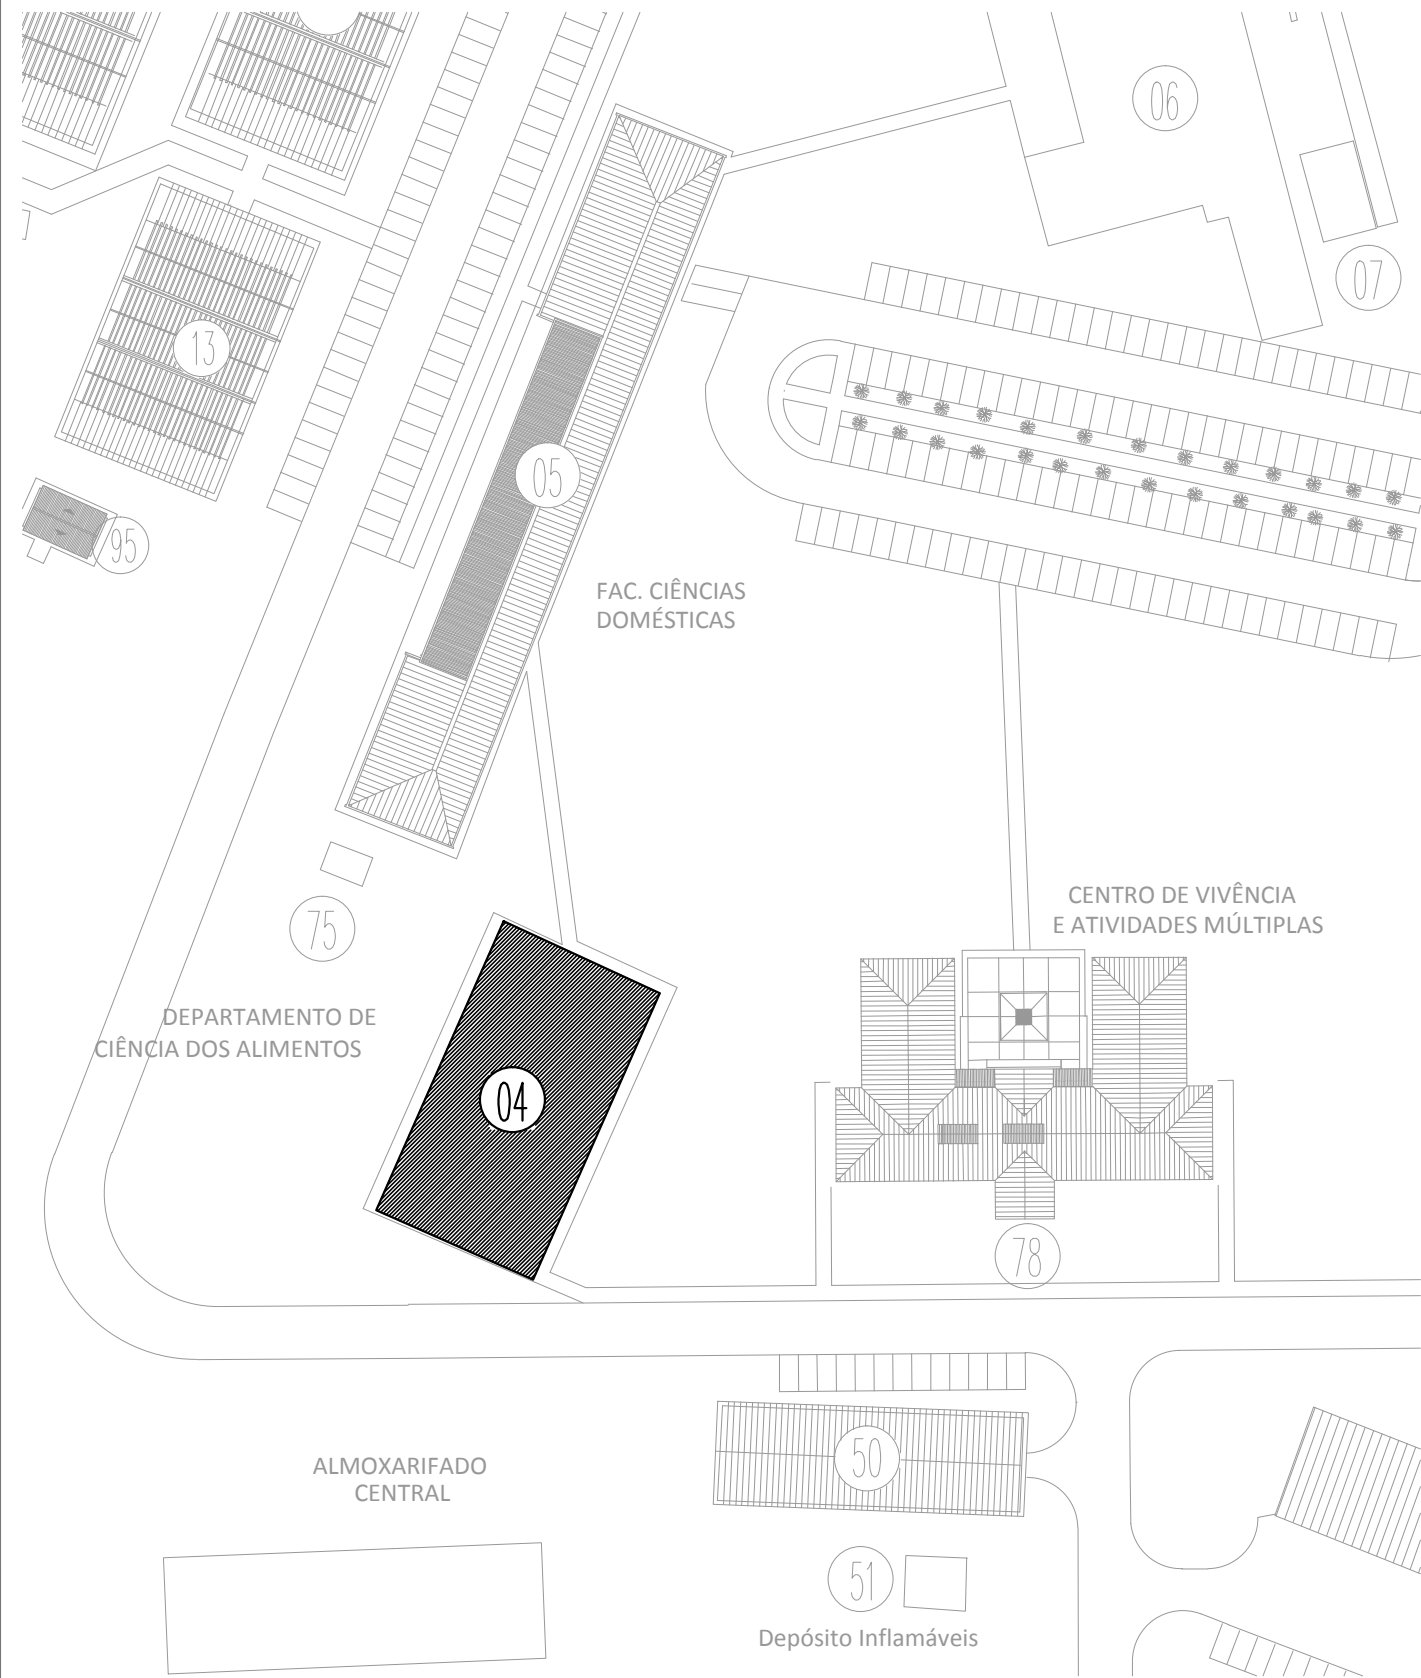 06
07
13
05
95
FAC. CIÊNCIAS
DOMÉSTICAS
CENTRO DE VIVÊNCIA
E ATIVIDADES MÚLTIPLAS
75
DEPARTAMENTO DE
CIÊNCIA DOS ALIMENTOS
04
78
ALMOXARIFADO
CENTRAL
50
51
Depósito Inflamáveis